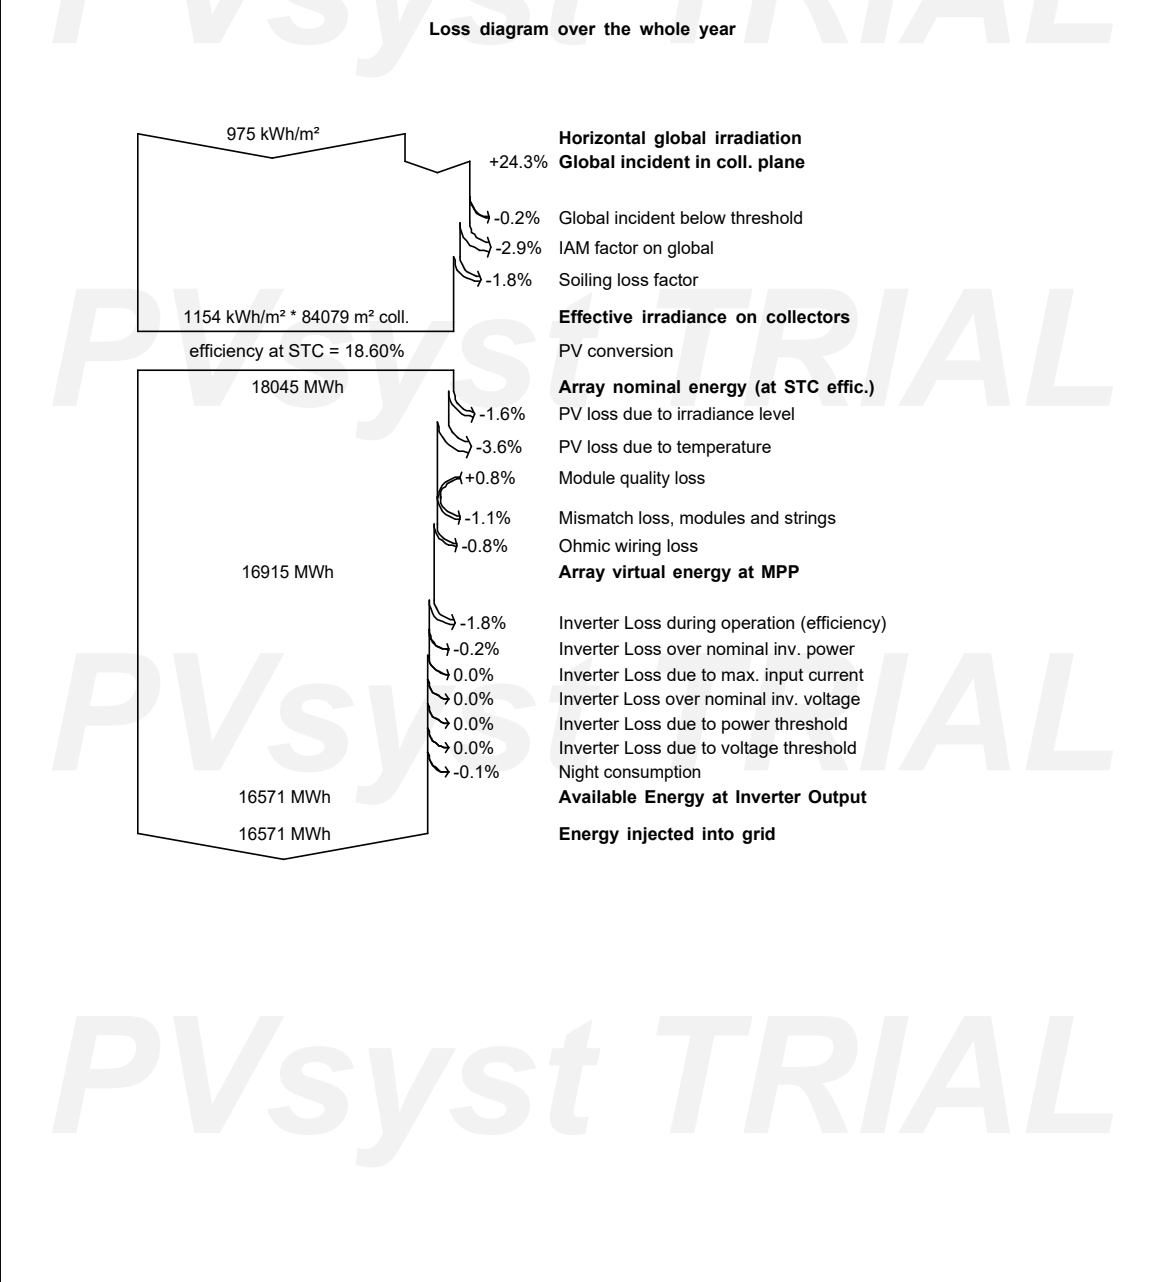 PVsyst TRIAL
Loss diagram over the whole year
975 kWh/m²
Horizontal global irradiation
+24.3% Global incident in coll. plane
-0.2% Global incident below threshold
-2.9% IAM factor on global
-1.8% Soiling loss factor
PVsyst TRIAL
1154 kWh/m² * 84079 m² coll. Effective irradiance on collectors
efficiency at STC = 18.60% PV conversion
18045 MWh Array nominal energy (at STC effic.)
-1.6% PV loss due to irradiance level
-3.6% PV loss due to temperature
+0.8% Module quality loss
-1.1% Mismatch loss, modules and strings
-0.8% Ohmic wiring loss
16915 MWh Array virtual energy at MPP
-1.8% Inverter Loss during operation (efficiency)
-0.2% Inverter Loss over nominal inv. power
0.0% Inverter Loss due to max. input current
PVsyst TRIAL
0.0% Inverter Loss over nominal inv. voltage
0.0% Inverter Loss due to power threshold
0.0% Inverter Loss due to voltage threshold
-0.1% Night consumption
16571 MWh Available Energy at Inverter Output
16571 MWh Energy injected into grid
PVsyst TRIAL